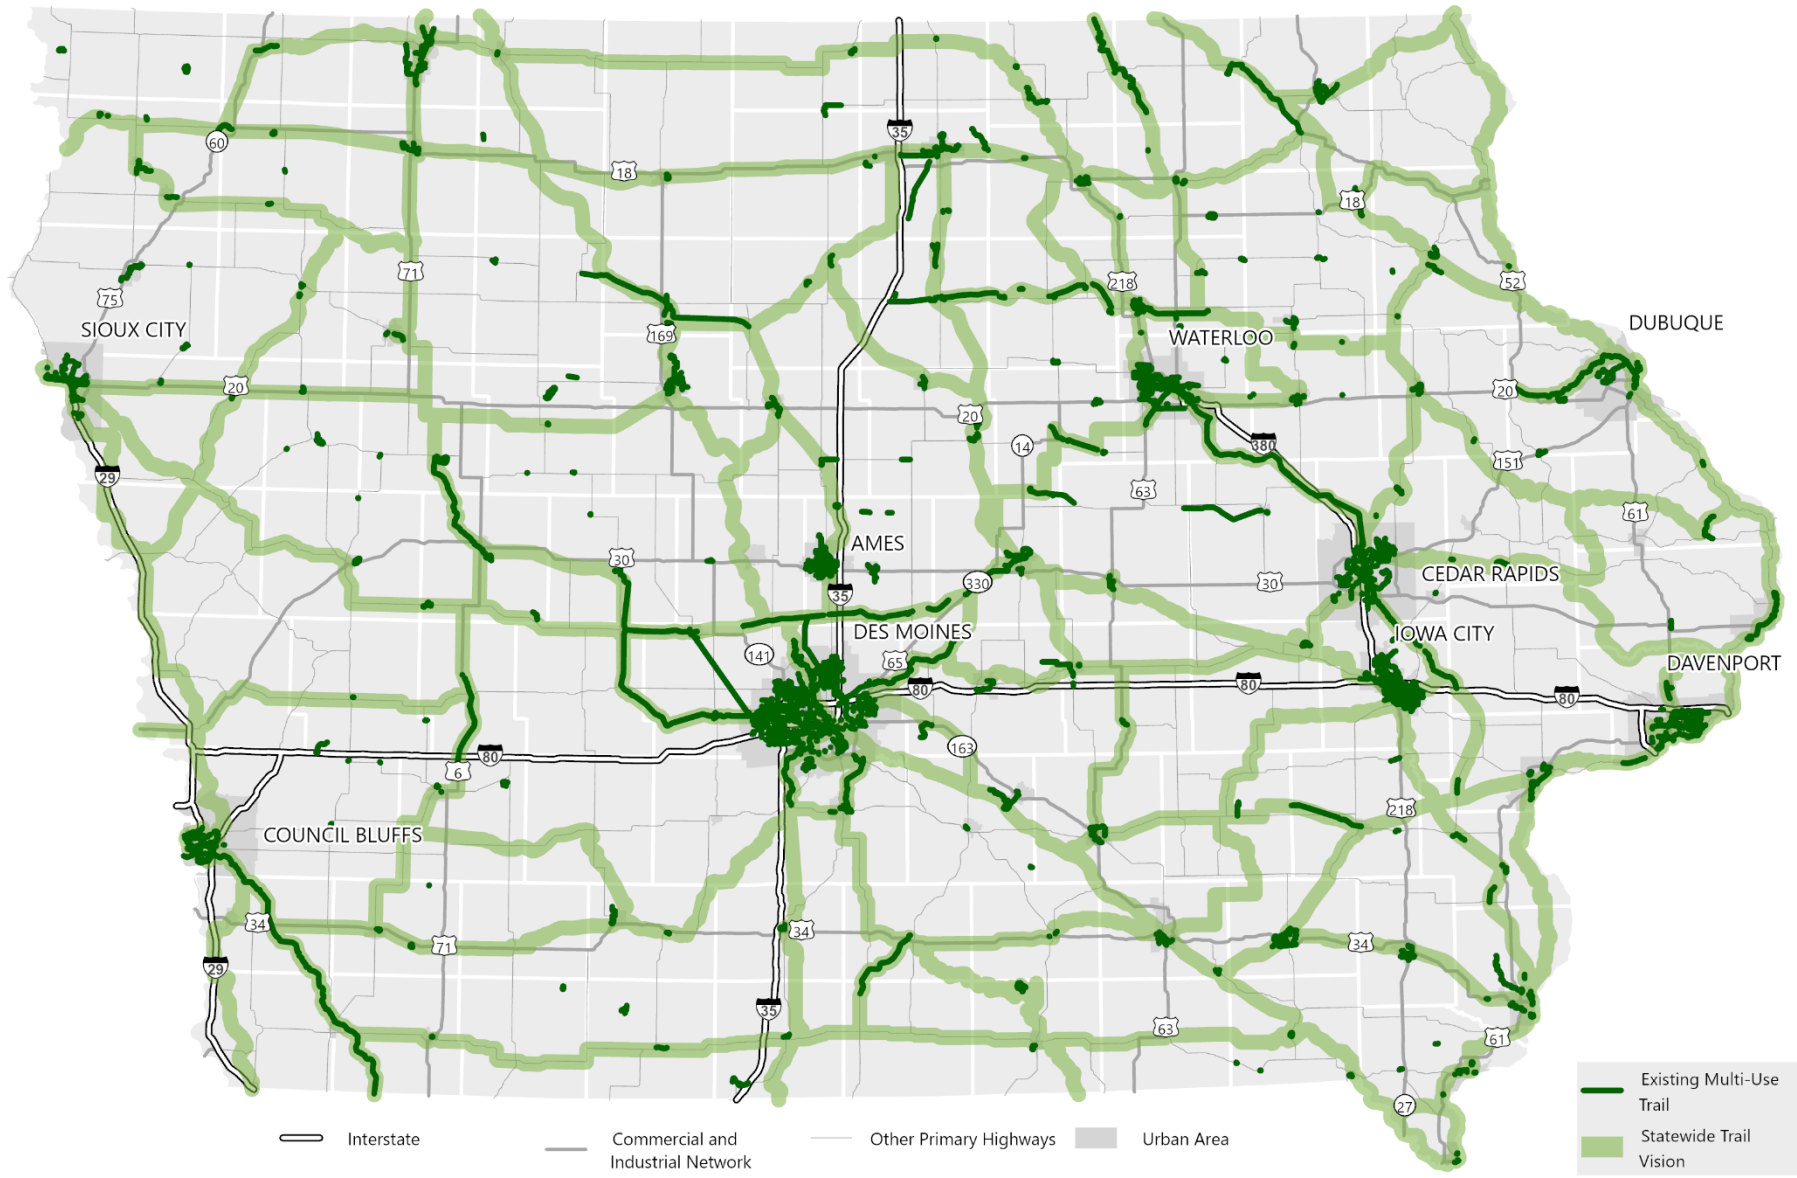 35
60
18
18
71
75
218
52
SIOUX CITY
DUBUQUE
169
WATERLOO
20
20
20
14
380
29
151
63
61
AMES
30
330
30
CEDAR RAPIDS
35
DES MOINES
IOWA CITY
141
65
DAVENPORT
80
80
80
163
80
6
218
COUNCIL BLUFFS
34
71
34
34
29
35
63
61
27
Existing Multi-Use
Trail
Statewide Trail
Vision
Interstate
Commercial and
Industrial Network
Other Primary Highways
Urban Area